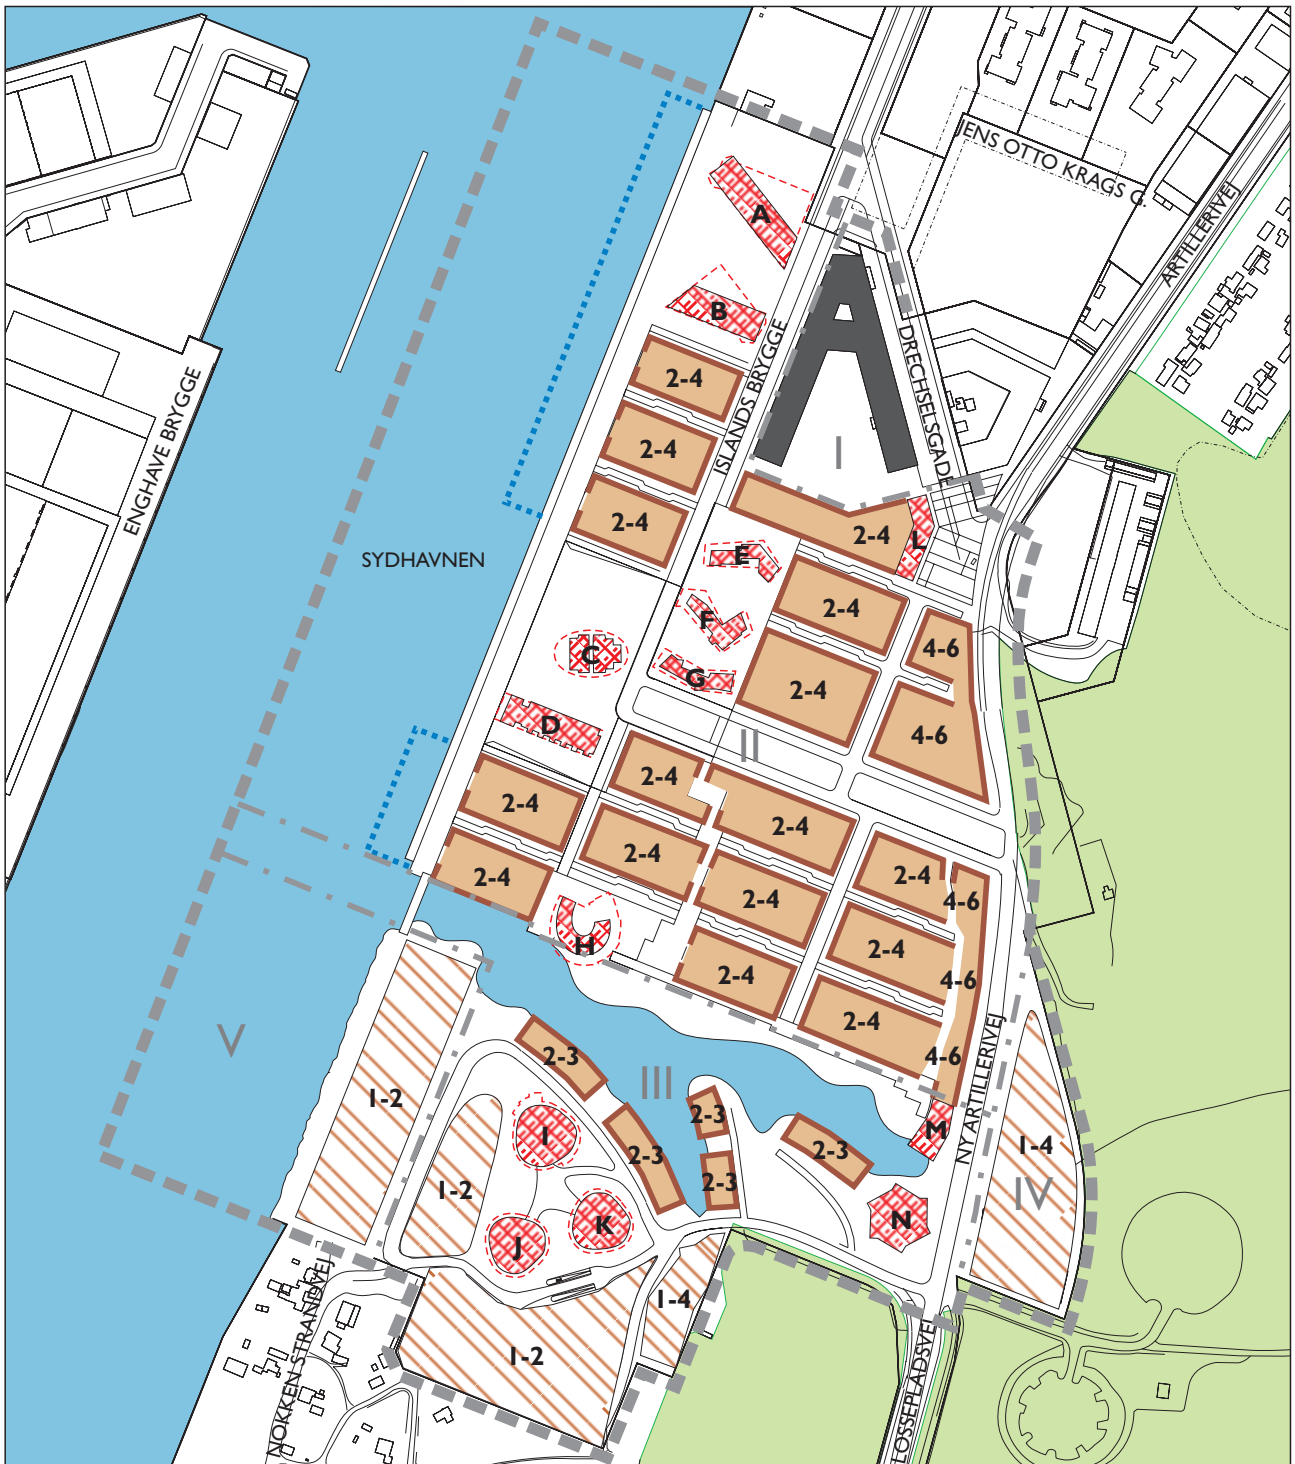 JENS OTTO KRAGS G.
ARTILLERIVEJ
A
B
ISLANDS BRYGGE
DRECHSELSGADE
ENGHAVE BRYGGE
2-4
2-4
2-4
I
SYDHAVNEN
2-4
L
E
F
2-4
4-6
C
G
2-4
D
4-6
II
2-4
2-4
2-4
2-4
2-4
4-6
2-4
2-4
2-4
H
2-4
2-4
4-6
2-4
V
4-6
2-3
III
NY ARTILLERIVEJ
1-2
2-3
I
M
1-4
2-3
2-3
2-3
1-2
IV
K
N
J
NOKKEN STRANDVEJ
1-4
1-2
LOSSEPLADSVEJ